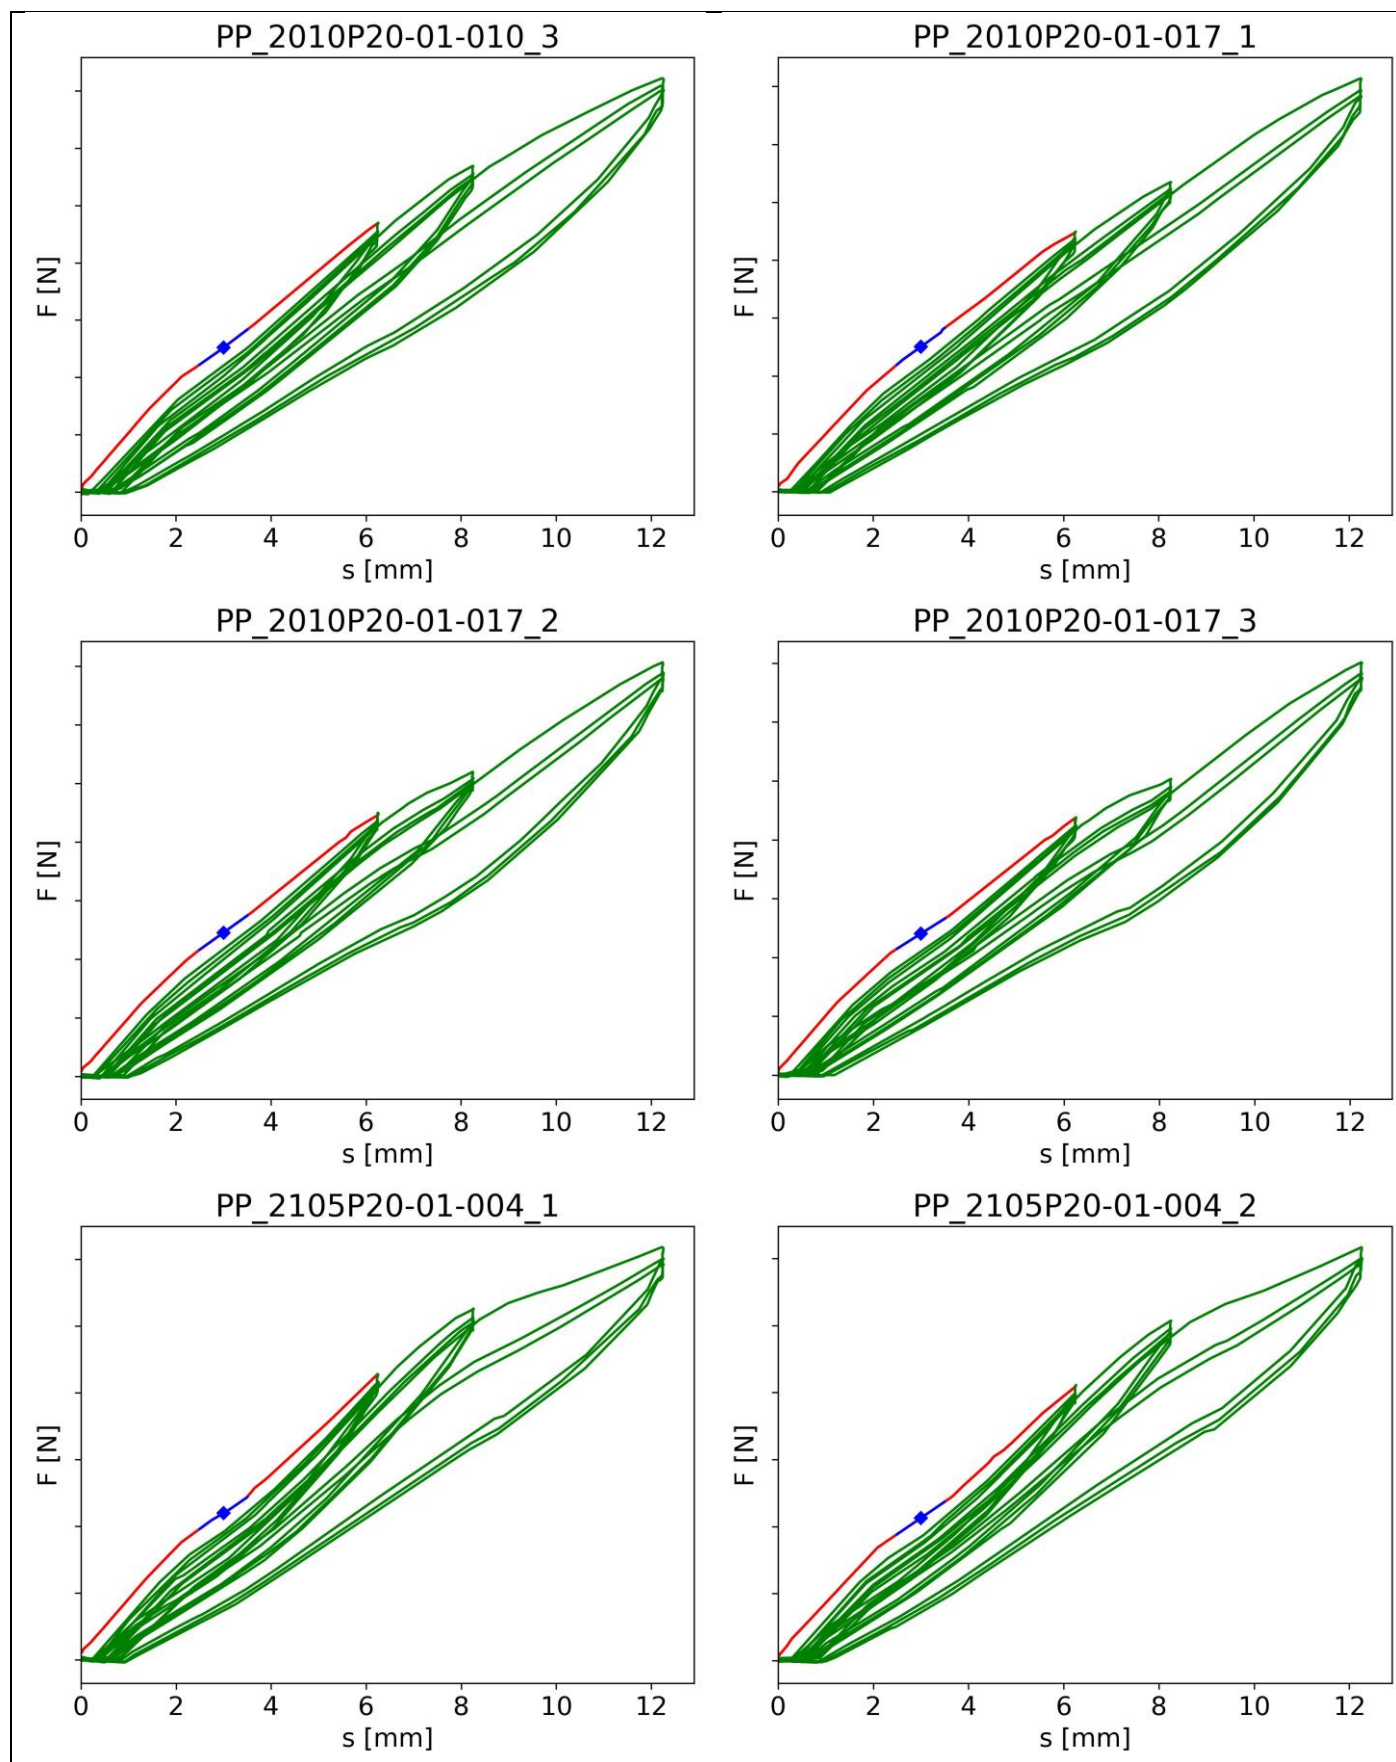 PP_2010P20-01-010_3
F [N]
0 2 4 6 8 10 12
s [mm]
PP_2010P20-01-017_1
F [N]
0 2 4 6 8 10 12
s [mm]
PP_2010P20-01-017_2
F [N]
0 2 4 6 8 10 12
s [mm]
PP_2010P20-01-017_3
F [N]
0 2 4 6 8 10 12
s [mm]
PP_2105P20-01-004_1
F [N]
0 2 4 6 8 10 12
s [mm]
PP_2105P20-01-004_2
F [N]
0 2 4 6 8 10 12
s [mm]